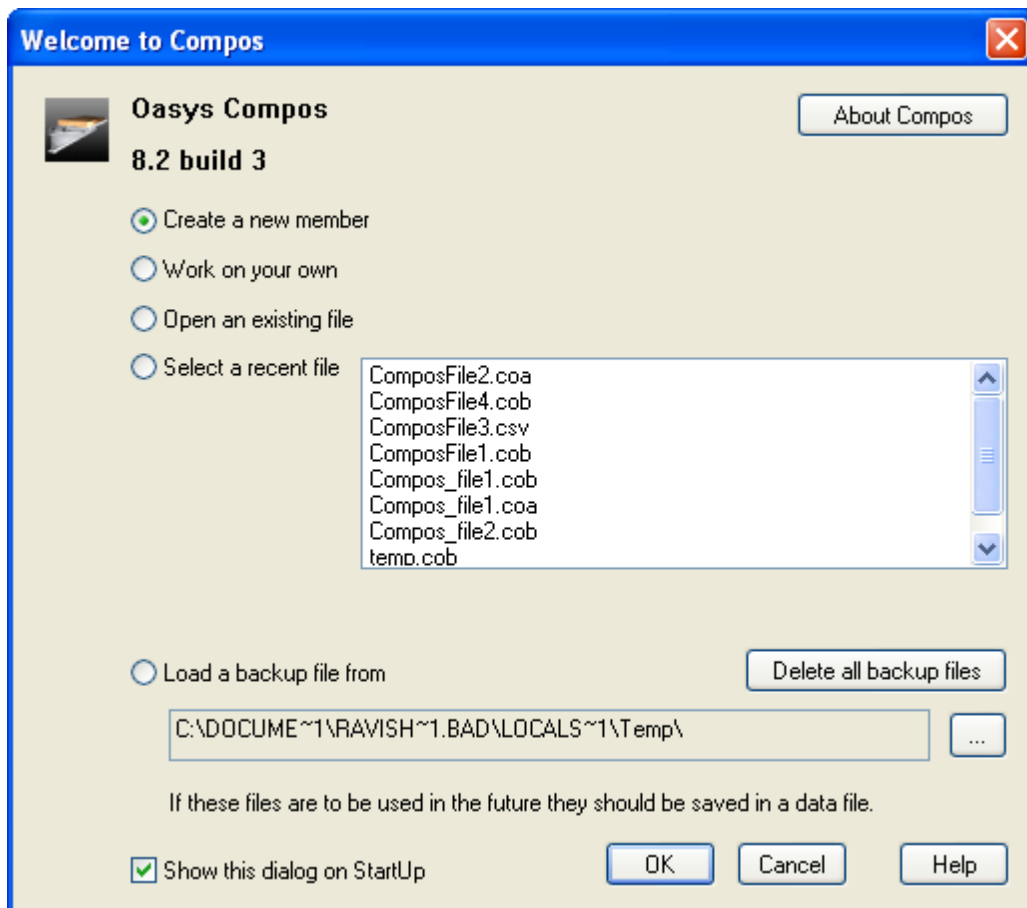 Welcome to Compos
Oasys Compos
About Compos
8.2 build 3
Create a new member
Work on your own
Open an existing file
Select a recent file
ComposFile2.coa
ComposFile4.cob
ComposFile3.csv
ComposFile1.cob
Compos_file1.cob
Compos_file1.coa
Compos_file2.cob
temp.cob
Load a backup file from
Delete all backup files
C:\DOCUME~1\RAVISH~1.BAD\LOCALS~1\Temp\
...
If these files are to be used in the future they should be saved in a data file.
Show this dialog on StartUp
OK
Cancel
Help